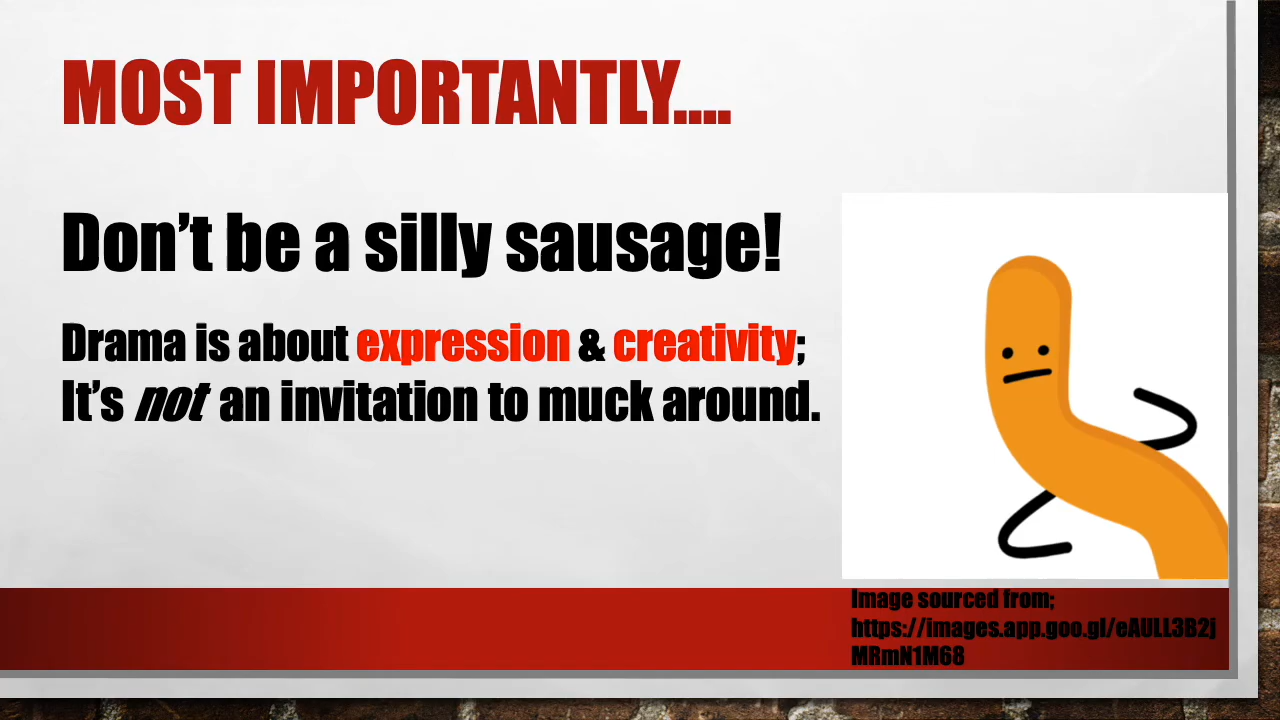 MOST IMPORTANTLY....
Don't be a silly sausage!
Drama is about expression & creativity;
It's not an invitation to muck around.
Image sourced from;
https://images.app.goo.gl/eAULL3B2j
MRmN1M68